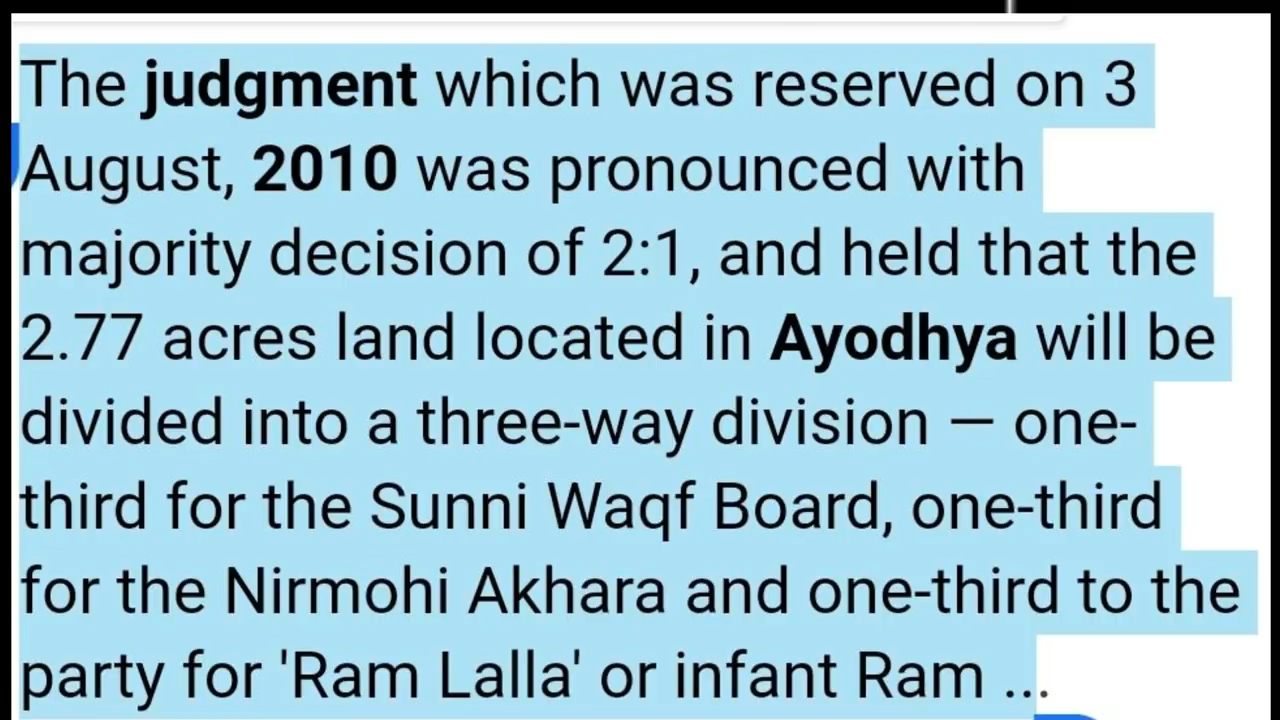 The judgment which was reserved on 3
August, 2010 was pronounced with
majority decision of 2:1, and held that the
2.77 acres land located in Ayodhya will be
divided into a three-way division — one-
third for the Sunni Waqf Board, one-third
for the Nirmohi Akhara and one-third to the
party for 'Ram Lalla' or infant Ram ...